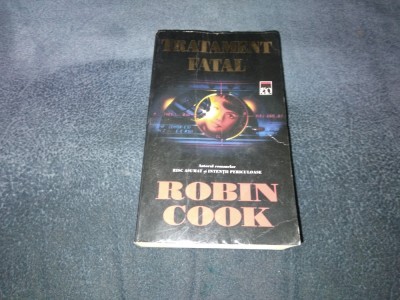 TRATAMENT
FATAL
Autorul romanelor
RISC ASUMAT și INTENȚII PERICULOASE
ROBIN
COOK